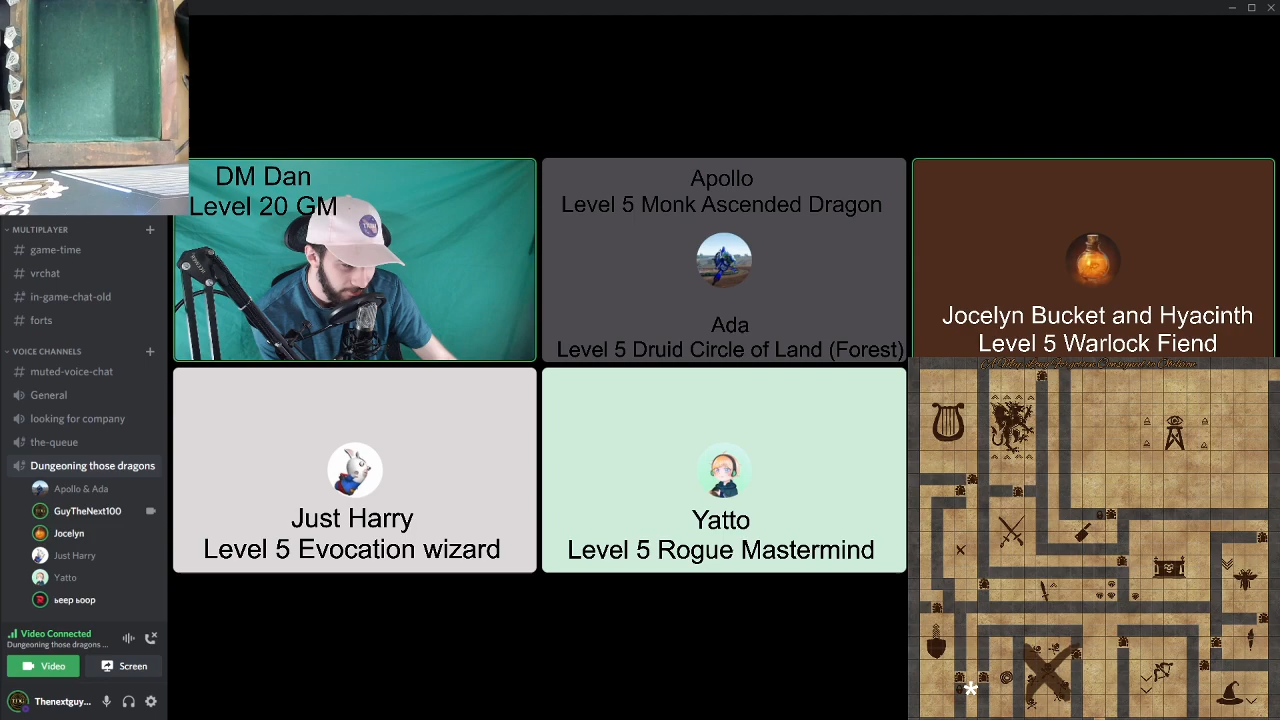 DM Dan
Level 20 GM
Apollo
Level 5 Monk Ascended Dragon
Ada
Level 5 Druid Circle of Land (Forest)
Jocelyn Bucket and Hyacinth
Level 5 Warlock Fiend
Just Harry
Level 5 Evocation wizard
Yatto
Level 5 Rogue Mastermind
MULTIPLAYER
game-time
vrchat
in-game-chat-old
forts
VOICE CHANNELS
muted-voice-chat
General
looking for company
the-queue
Dungeoning those dragons
Apollo & Ada
GuyTheNext100
Jocelyn
Just Harry
Yatto
ьeep ьoop
Video Connected
Dungeoning those dragons ...
Video
Screen
Thenextguy...